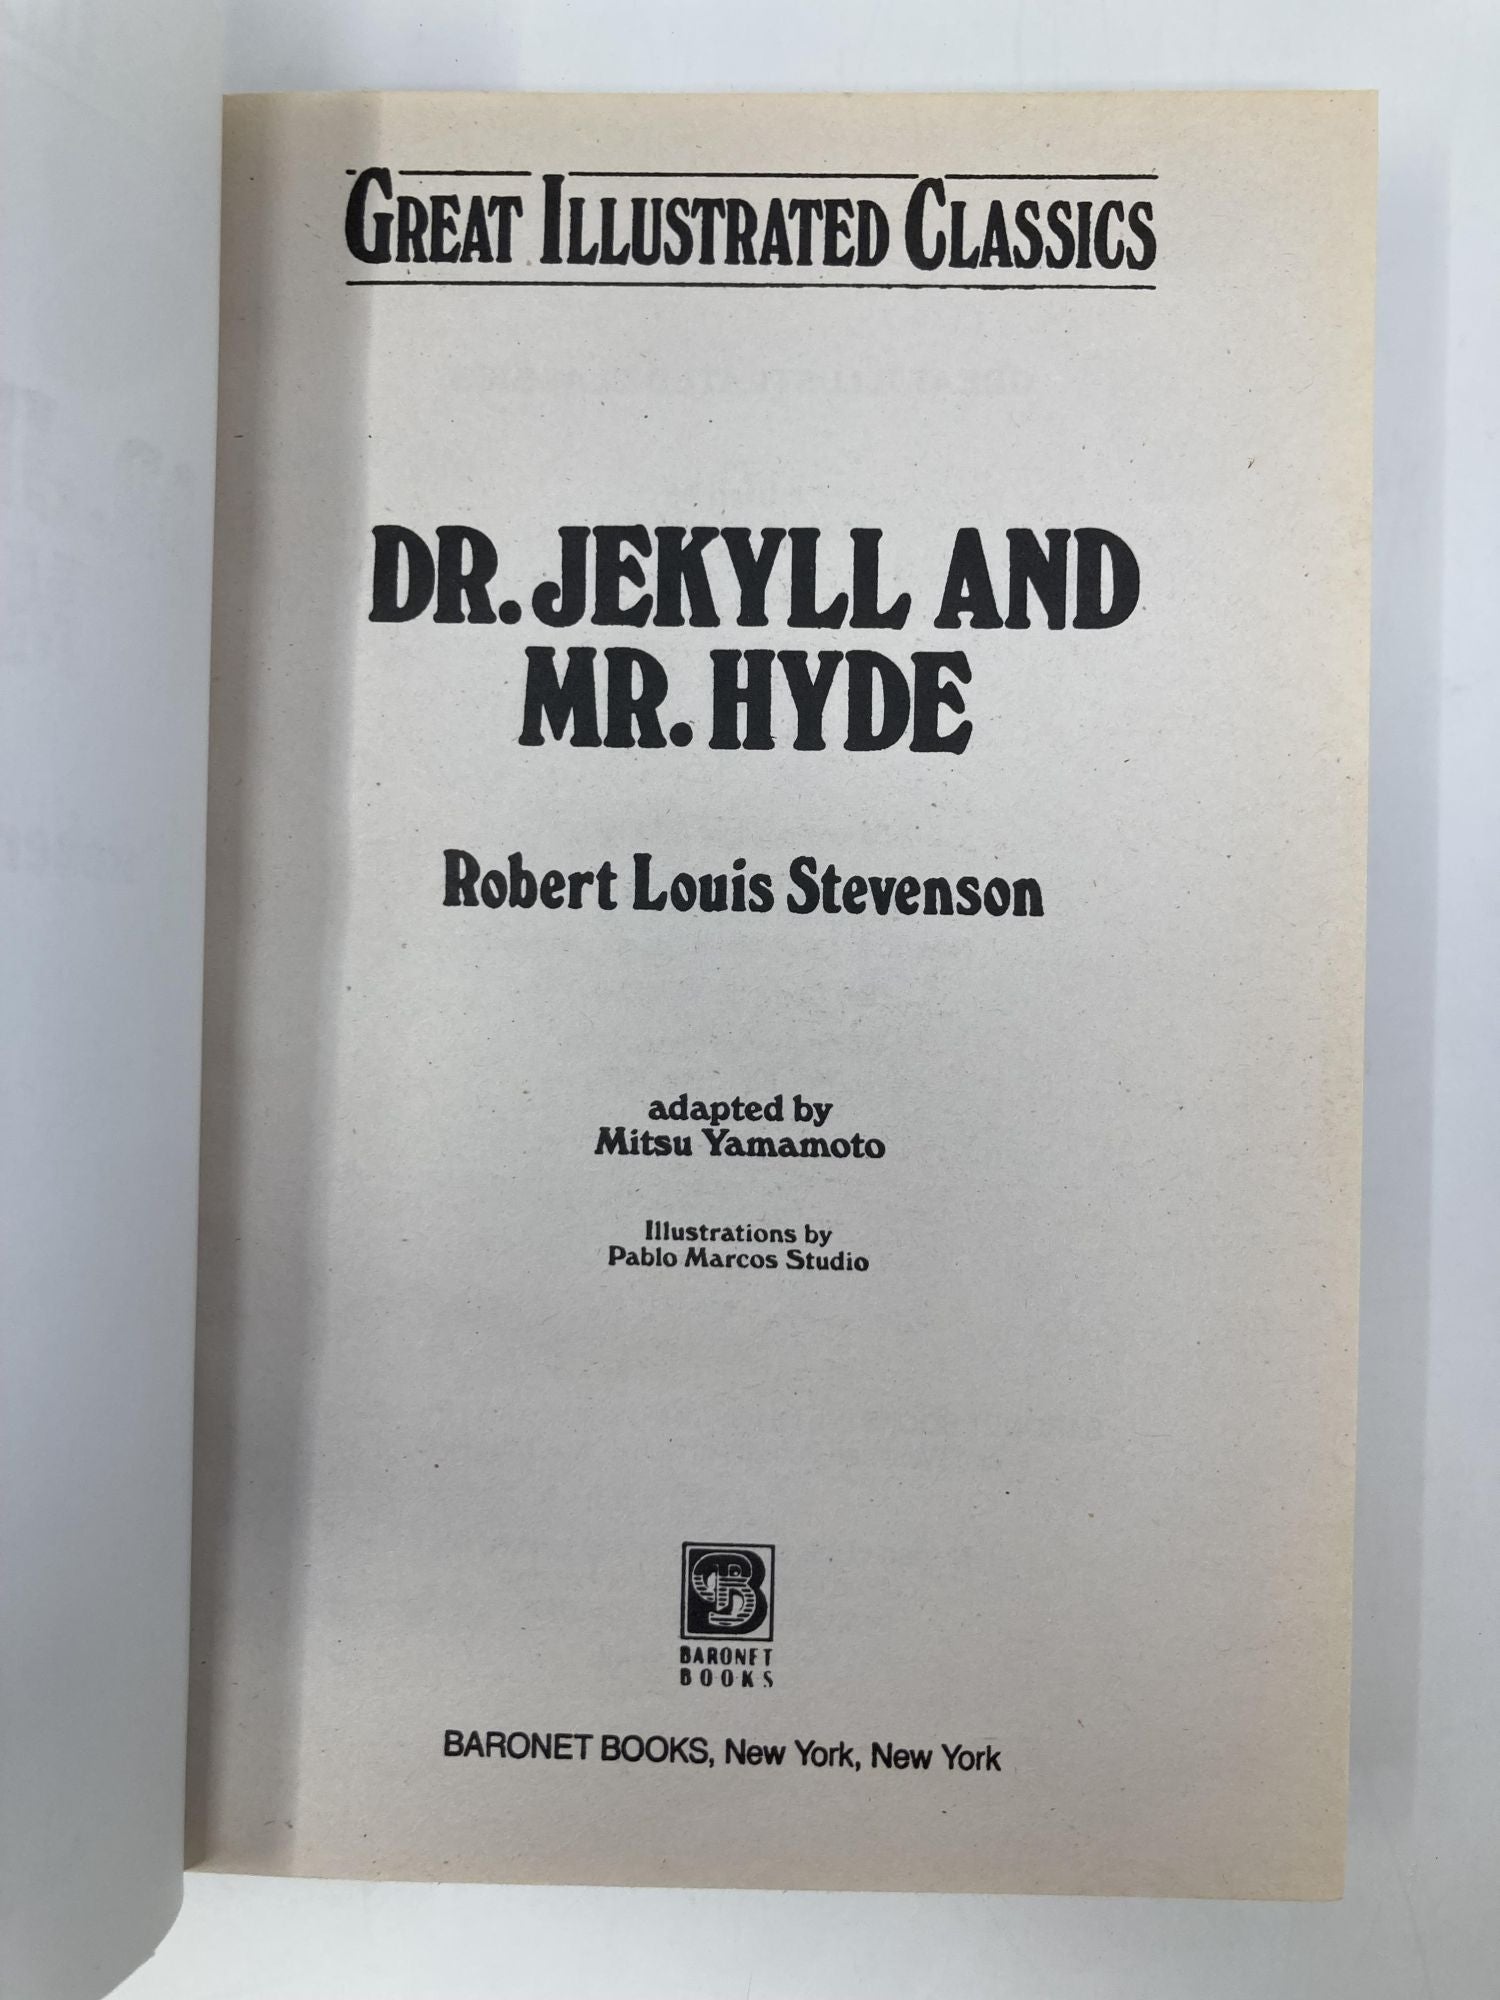 GREAT ILLUSTRATED CLASSICS
DR. JEKYLL AND
MR. HYDE
Robert Louis Stevenson
adapted by
Mitsu Yamamoto
Illustrations by
Pablo Marcos Studio
BARONET
BOOKS
BARONET BOOKS, New York, New York